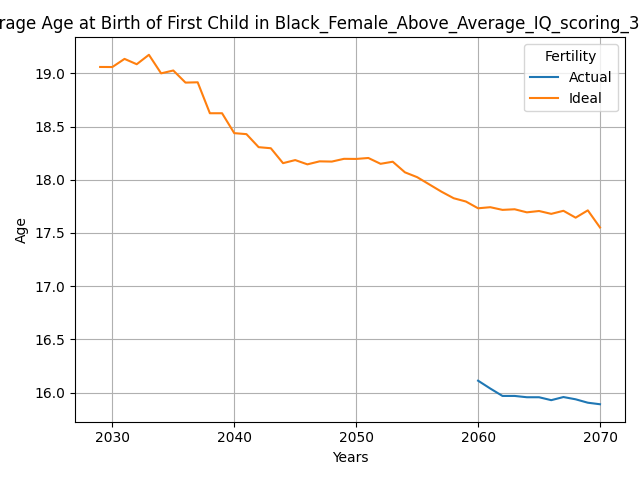 rage Age at Birth of First Child in Black_Female_Above_Average_IQ_scoring_3
Fertility
Actual
Ideal
19.0
18.5
18.0
17.5
17.0
16.5
16.0
Age
2030 2040 2050 2060 2070
Years